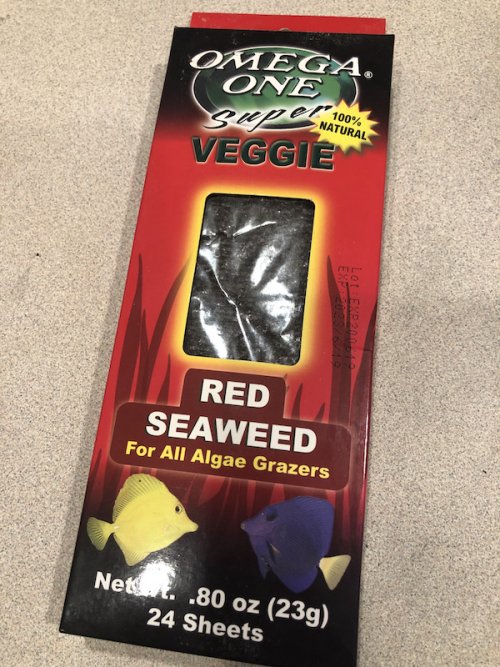 OMEGA®
ONE
Super
VEGGIE
100%
NATURAL
RED
SEAWEED
For All Algae Grazers
Net Wt. .80 oz (23g)
24 Sheets